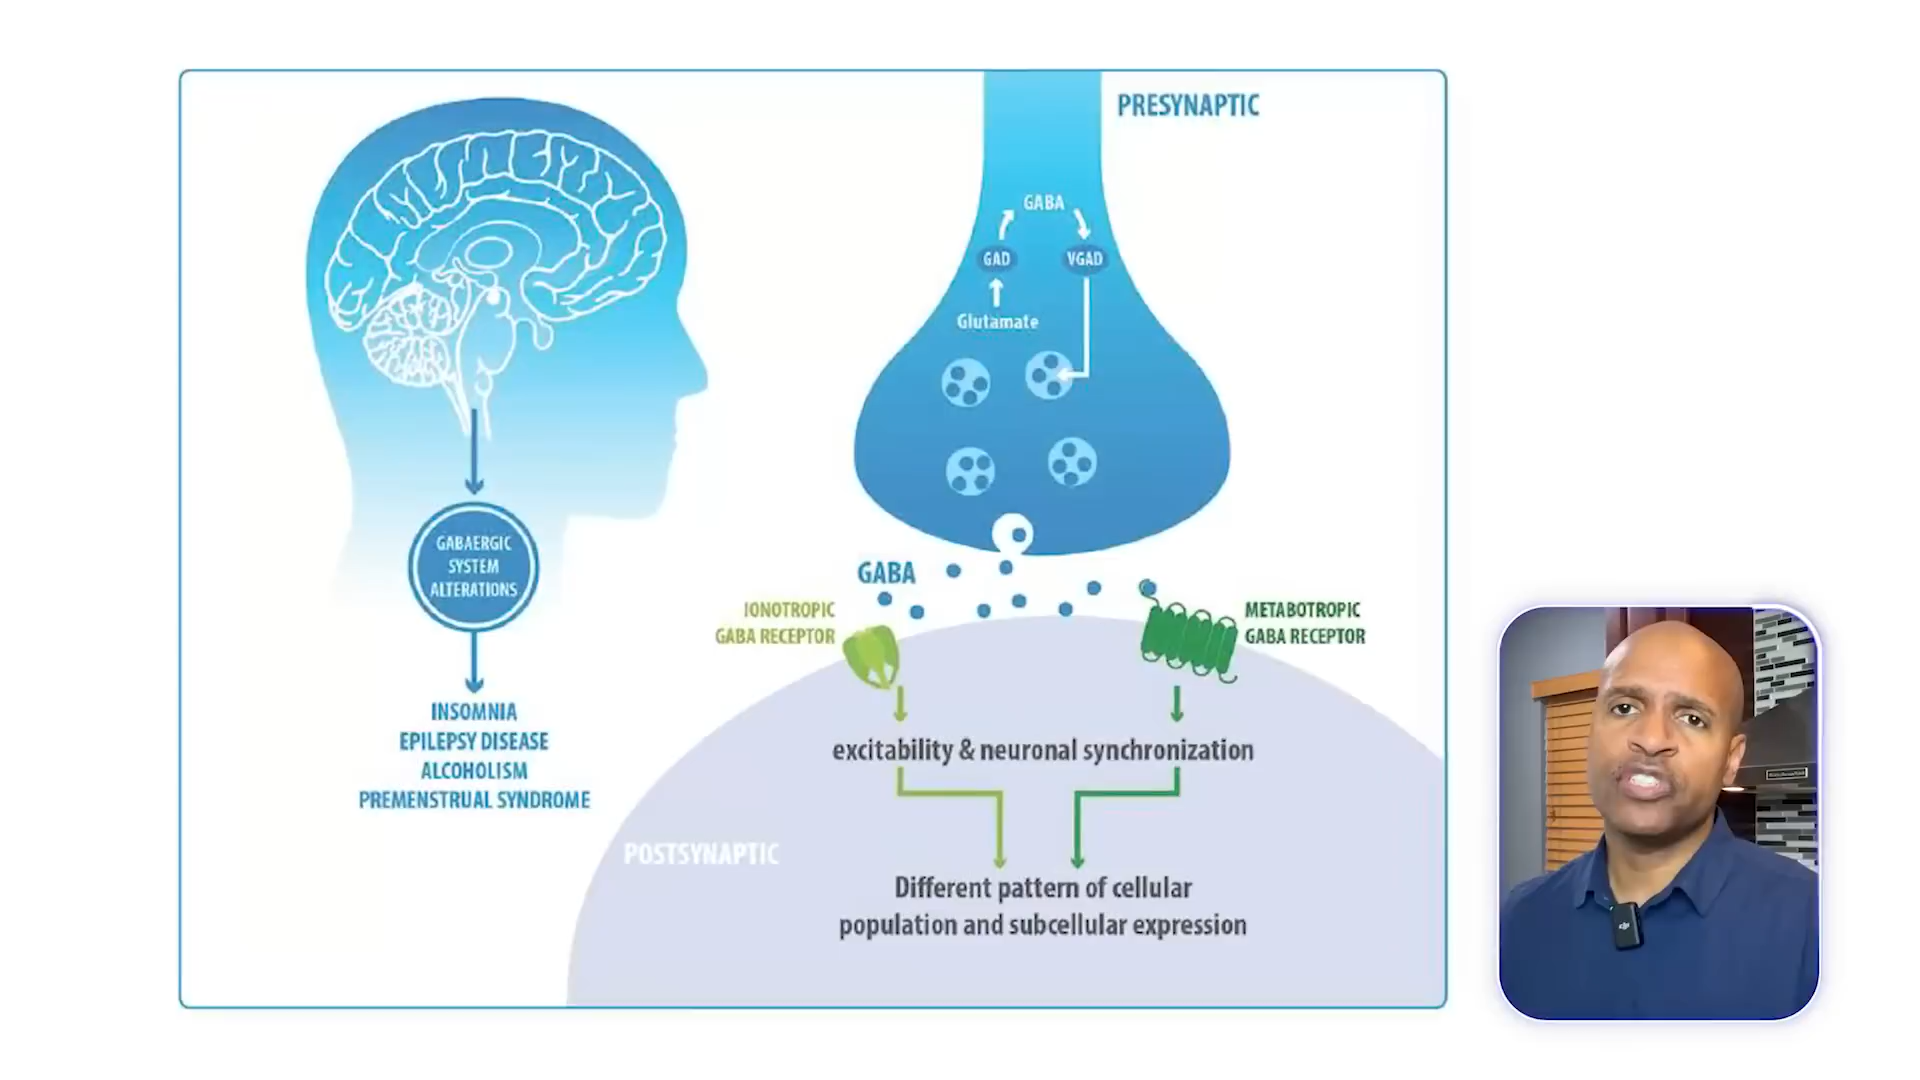 PRESYNAPTIC
GABA
GAD
VGAD
Glutamate
GABAERGIC
SYSTEM
ALTERATIONS
INSOMNIA
EPILEPSY DISEASE
ALCOHOLISM
PREMENSTRUAL SYNDROME
GABA
IONOTROPIC
GABA RECEPTOR
METABOTROPIC
GABA RECEPTOR
excitability & neuronal synchronization
POSTSYNAPTIC
Different pattern of cellular
population and subcellular expression